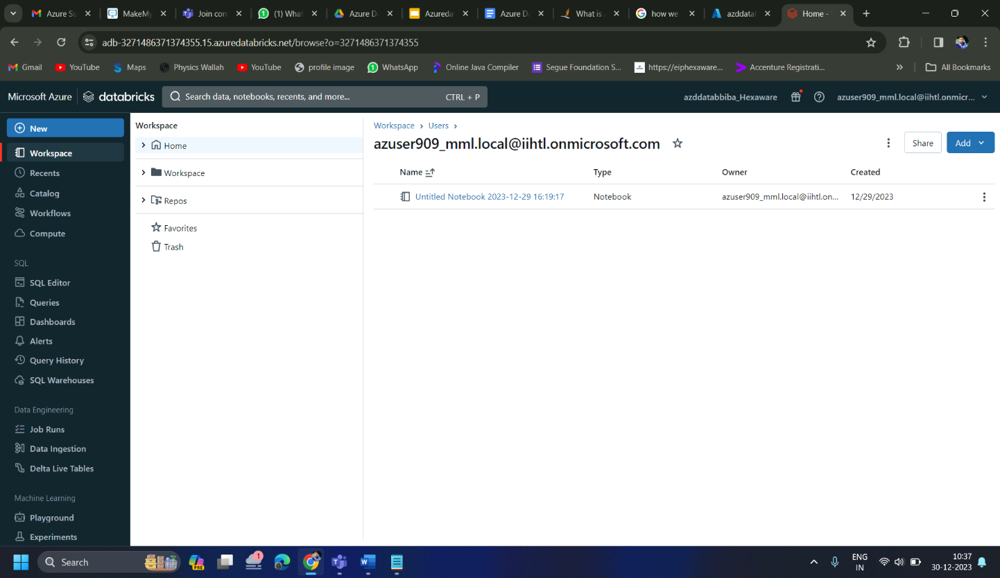 Azure Su
MakeMy
Join con
(1) What
Azure Da
Azureda
Azure Da
What is
how we
azddatal
Home -
adb-3271486371374355.15.azuredatabricks.net/browse?o=3271486371374355
Gmail
YouTube
Maps
Physics Wallah
YouTube
profile image
WhatsApp
Online Java Compiler
Segue Foundation S...
https://eiphexaware...
Accenture Registrati...
»
All Bookmarks
Microsoft Azure
databricks
Search data, notebooks, recents, and more...
CTRL + P
azddatabbiba_Hexaware
azuser909_mml.local@iihtl.onmicr...
New
Workspace
Recents
Catalog
Workflows
Compute
SQL
SQL Editor
Queries
Dashboards
Alerts
Query History
SQL Warehouses
Data Engineering
Job Runs
Data Ingestion
Delta Live Tables
Machine Learning
Playground
Experiments
Workspace
Home
Workspace
Repos
Favorites
Trash
Workspace › Users ›
azuser909_mml.local@iihtl.onmicrosoft.com
Share
Add
Name Type Owner Created
Untitled Notebook 2023-12-29 16:19:17 Notebook azuser909_mml.local@iihtl.on... 12/29/2023
Search
PRE
1
ENG
IN
10:37
30-12-2023